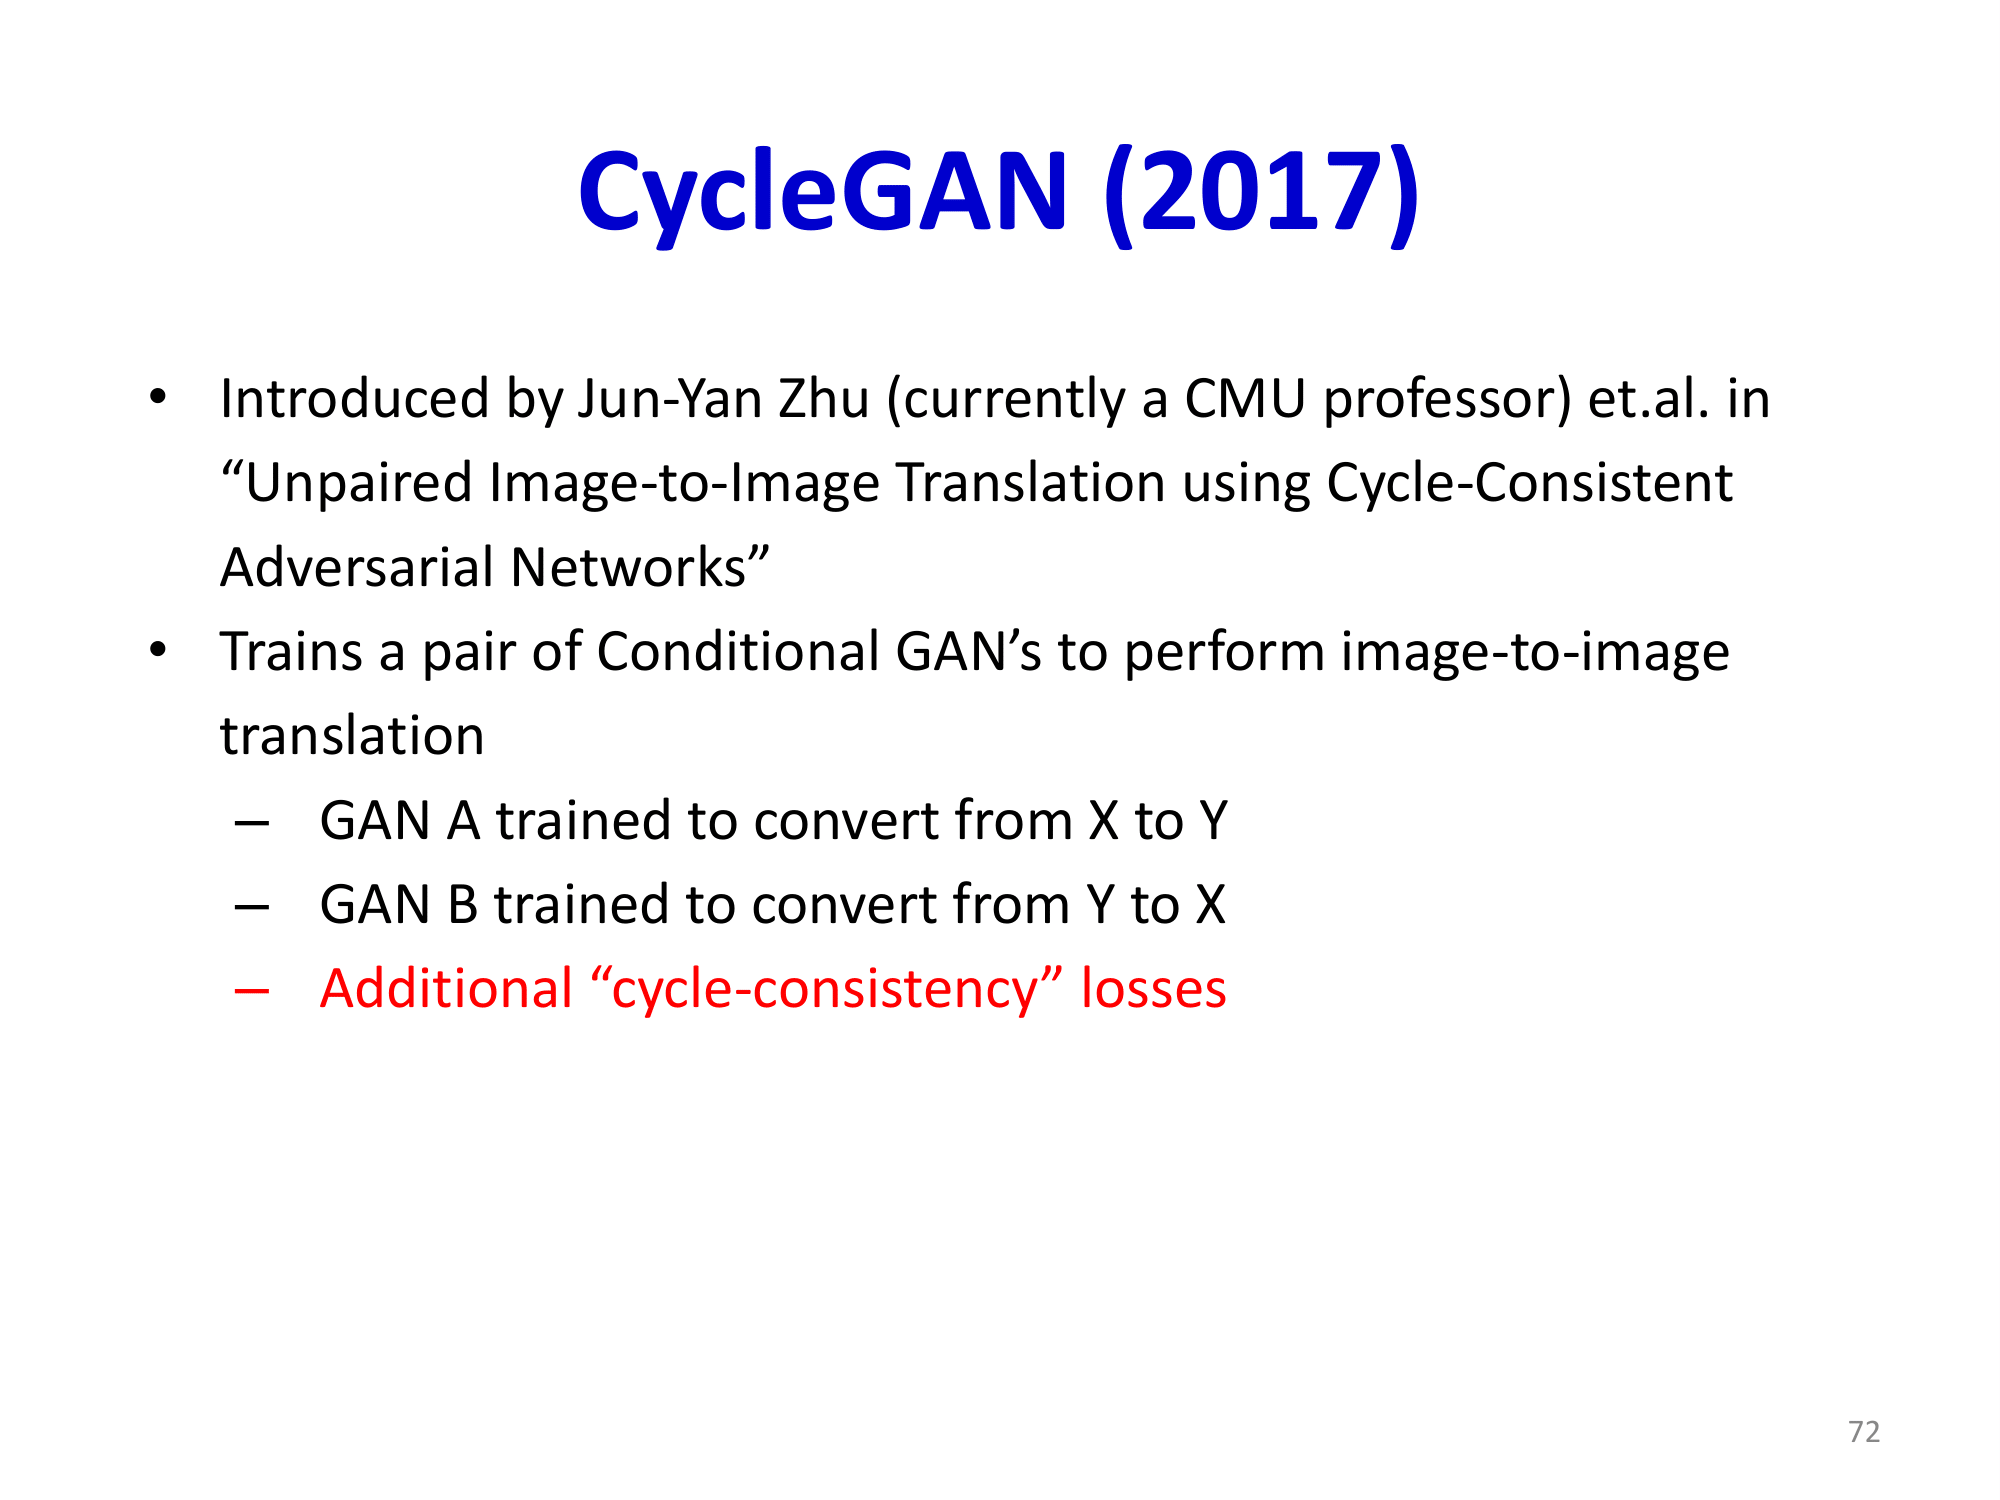 CycleGAN (2017)
• Introduced by Jun-Yan Zhu (currently a CMU professor) et.al. in
“Unpaired Image-to-Image Translation using Cycle-Consistent
Adversarial Networks”
• Trains a pair of Conditional GAN’s to perform image-to-image
translation
– GAN A trained to convert from X to Y
– GAN B trained to convert from Y to X
– Additional “cycle-consistency” losses
72